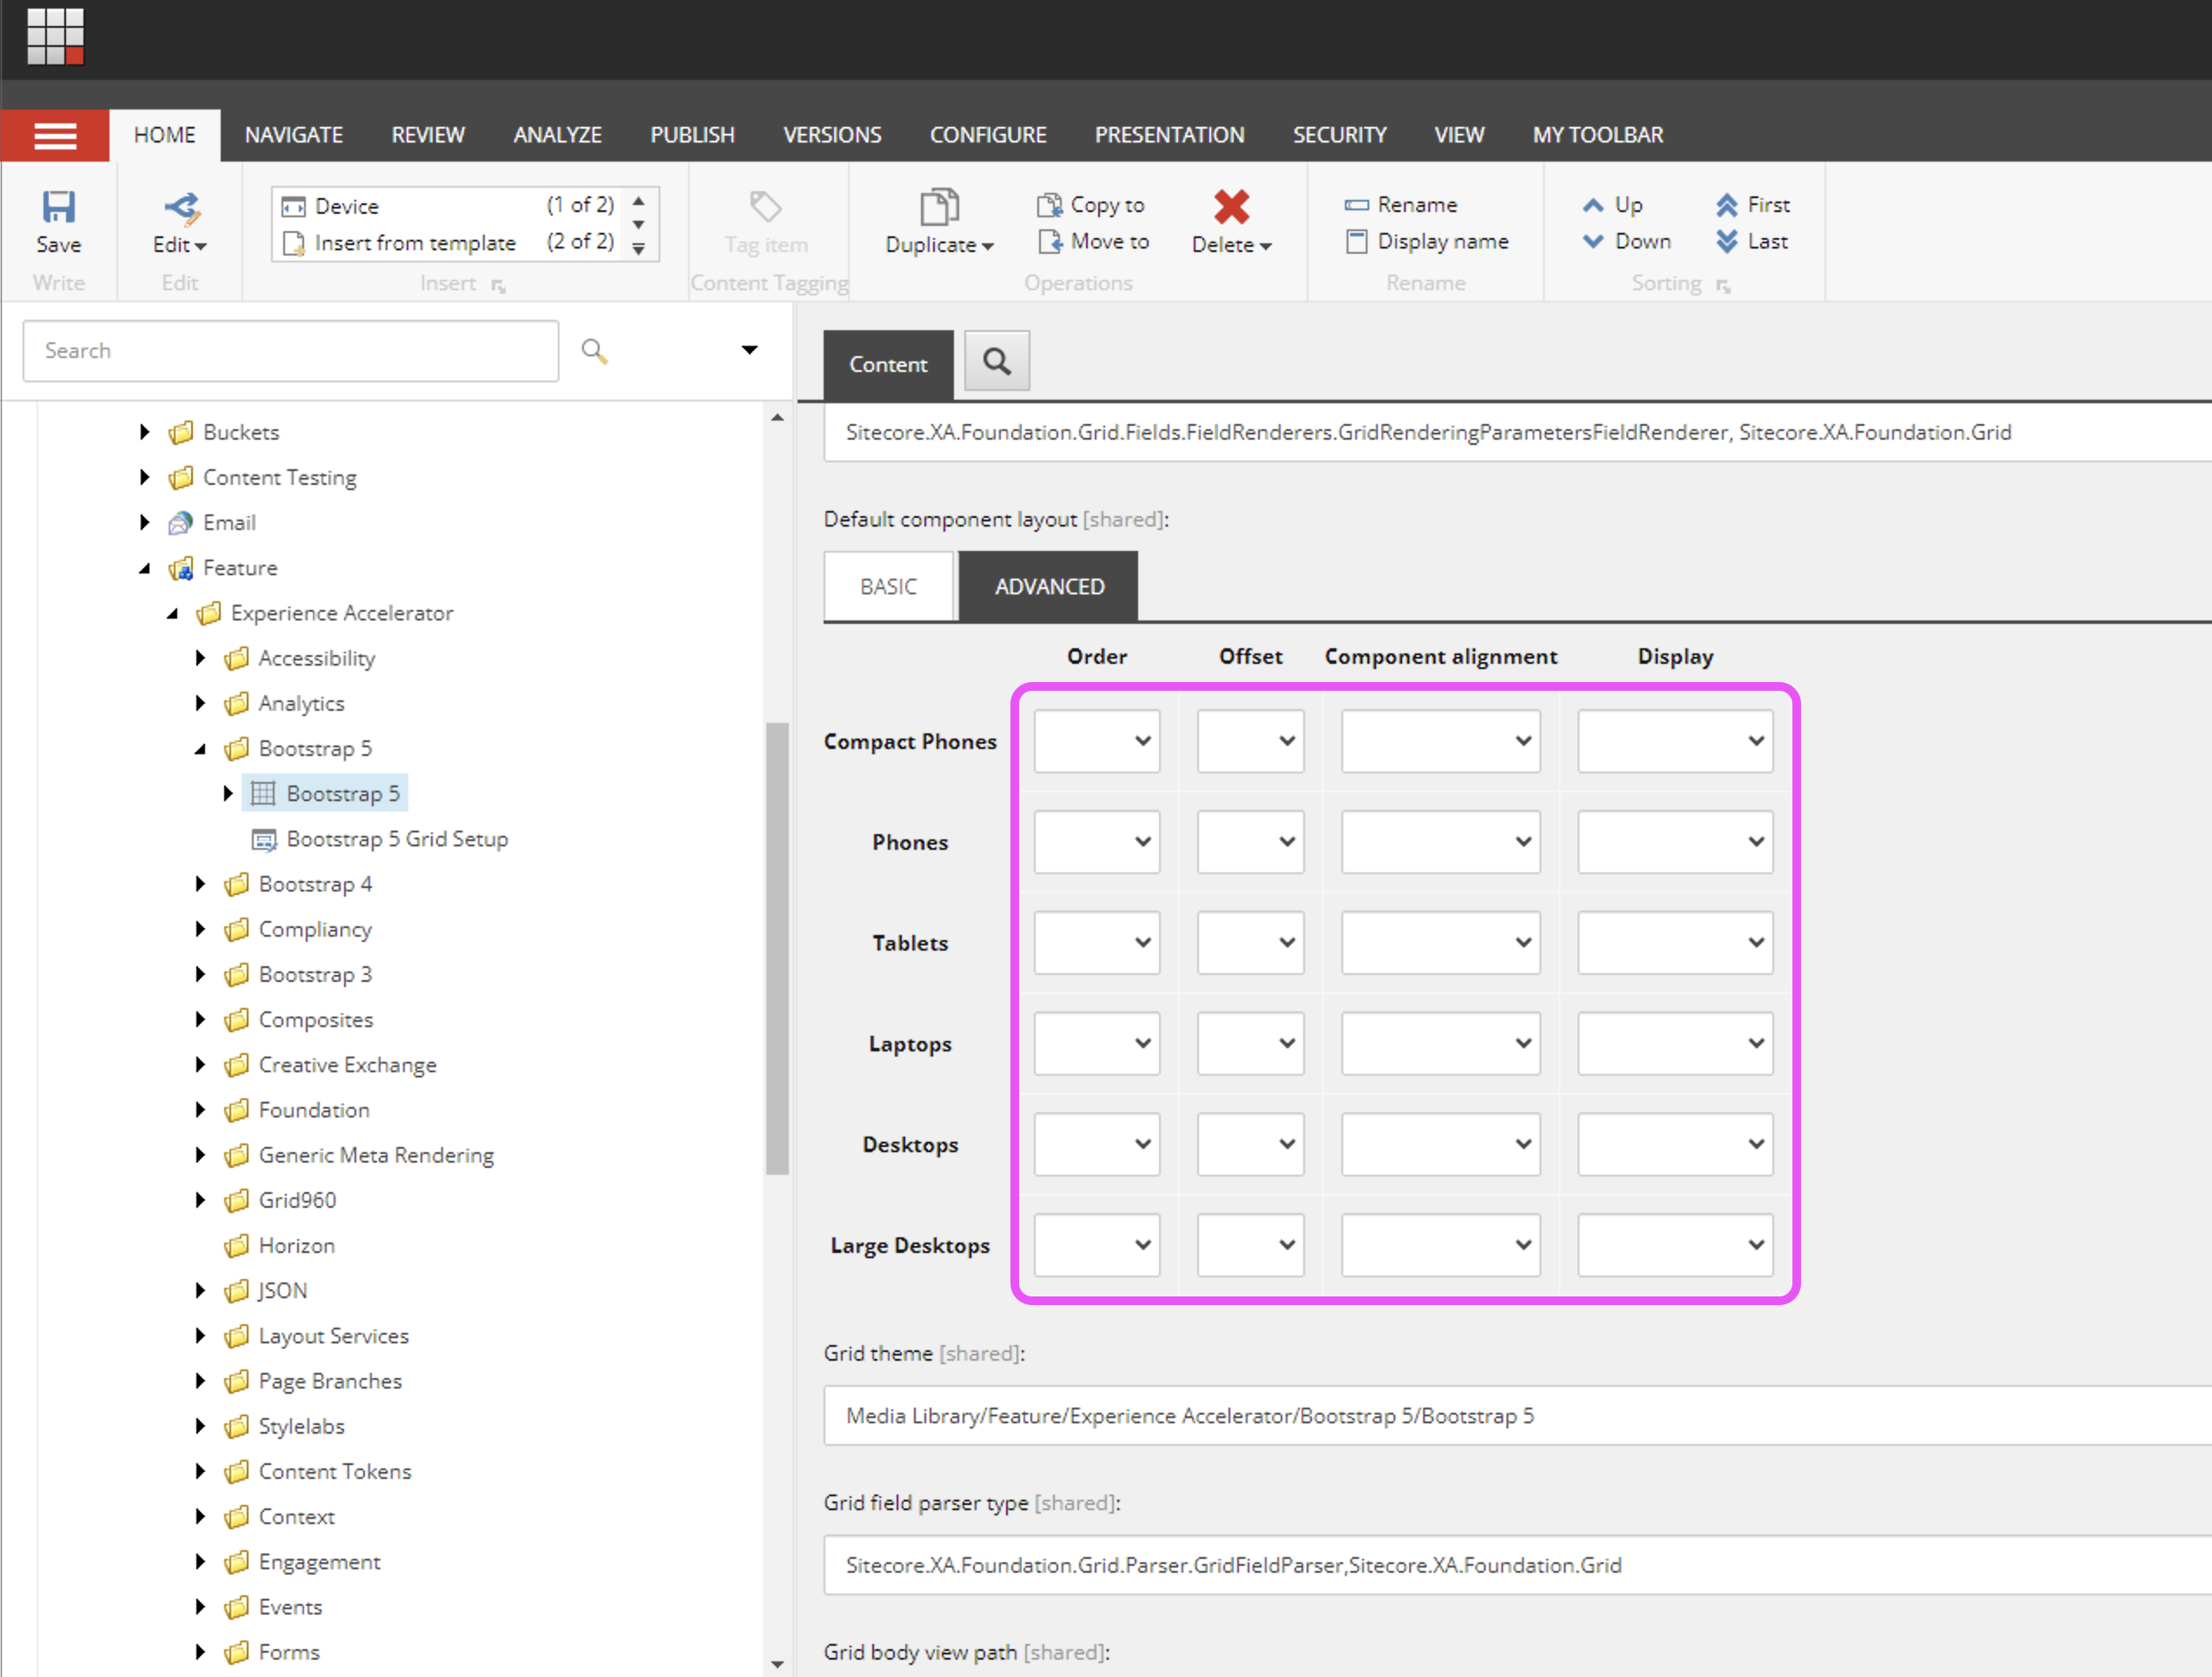 HOME NAVIGATE REVIEW ANALYZE PUBLISH VERSIONS CONFIGURE PRESENTATION SECURITY VIEW MY TOOLBAR
Save
Write
Edit
Edit
Device (1 of 2)
Insert from template (2 of 2)
Insert
Tag item
Content Tagging
Duplicate
Copy to
Move to
Delete
Operations
Rename
Display name
Rename
Up
Down
First
Last
Sorting
Search
Buckets
Content Testing
Email
Feature
Experience Accelerator
Accessibility
Analytics
Bootstrap 5
Bootstrap 5
Bootstrap 5 Grid Setup
Bootstrap 4
Compliancy
Bootstrap 3
Composites
Creative Exchange
Foundation
Generic Meta Rendering
Grid960
Horizon
JSON
Layout Services
Page Branches
Stylelabs
Content Tokens
Context
Engagement
Events
Forms
Content
Sitecore.XA.Foundation.Grid.Fields.FieldRenderers.GridRenderingParametersFieldRenderer, Sitecore.XA.Foundation.Grid
Default component layout [shared]:
BASIC ADVANCED
Order Offset Component alignment Display
Compact Phones
Phones
Tablets
Laptops
Desktops
Large Desktops
Grid theme [shared]:
Media Library/Feature/Experience Accelerator/Bootstrap 5/Bootstrap 5
Grid field parser type [shared]:
Sitecore.XA.Foundation.Grid.Parser.GridFieldParser,Sitecore.XA.Foundation.Grid
Grid body view path [shared]: